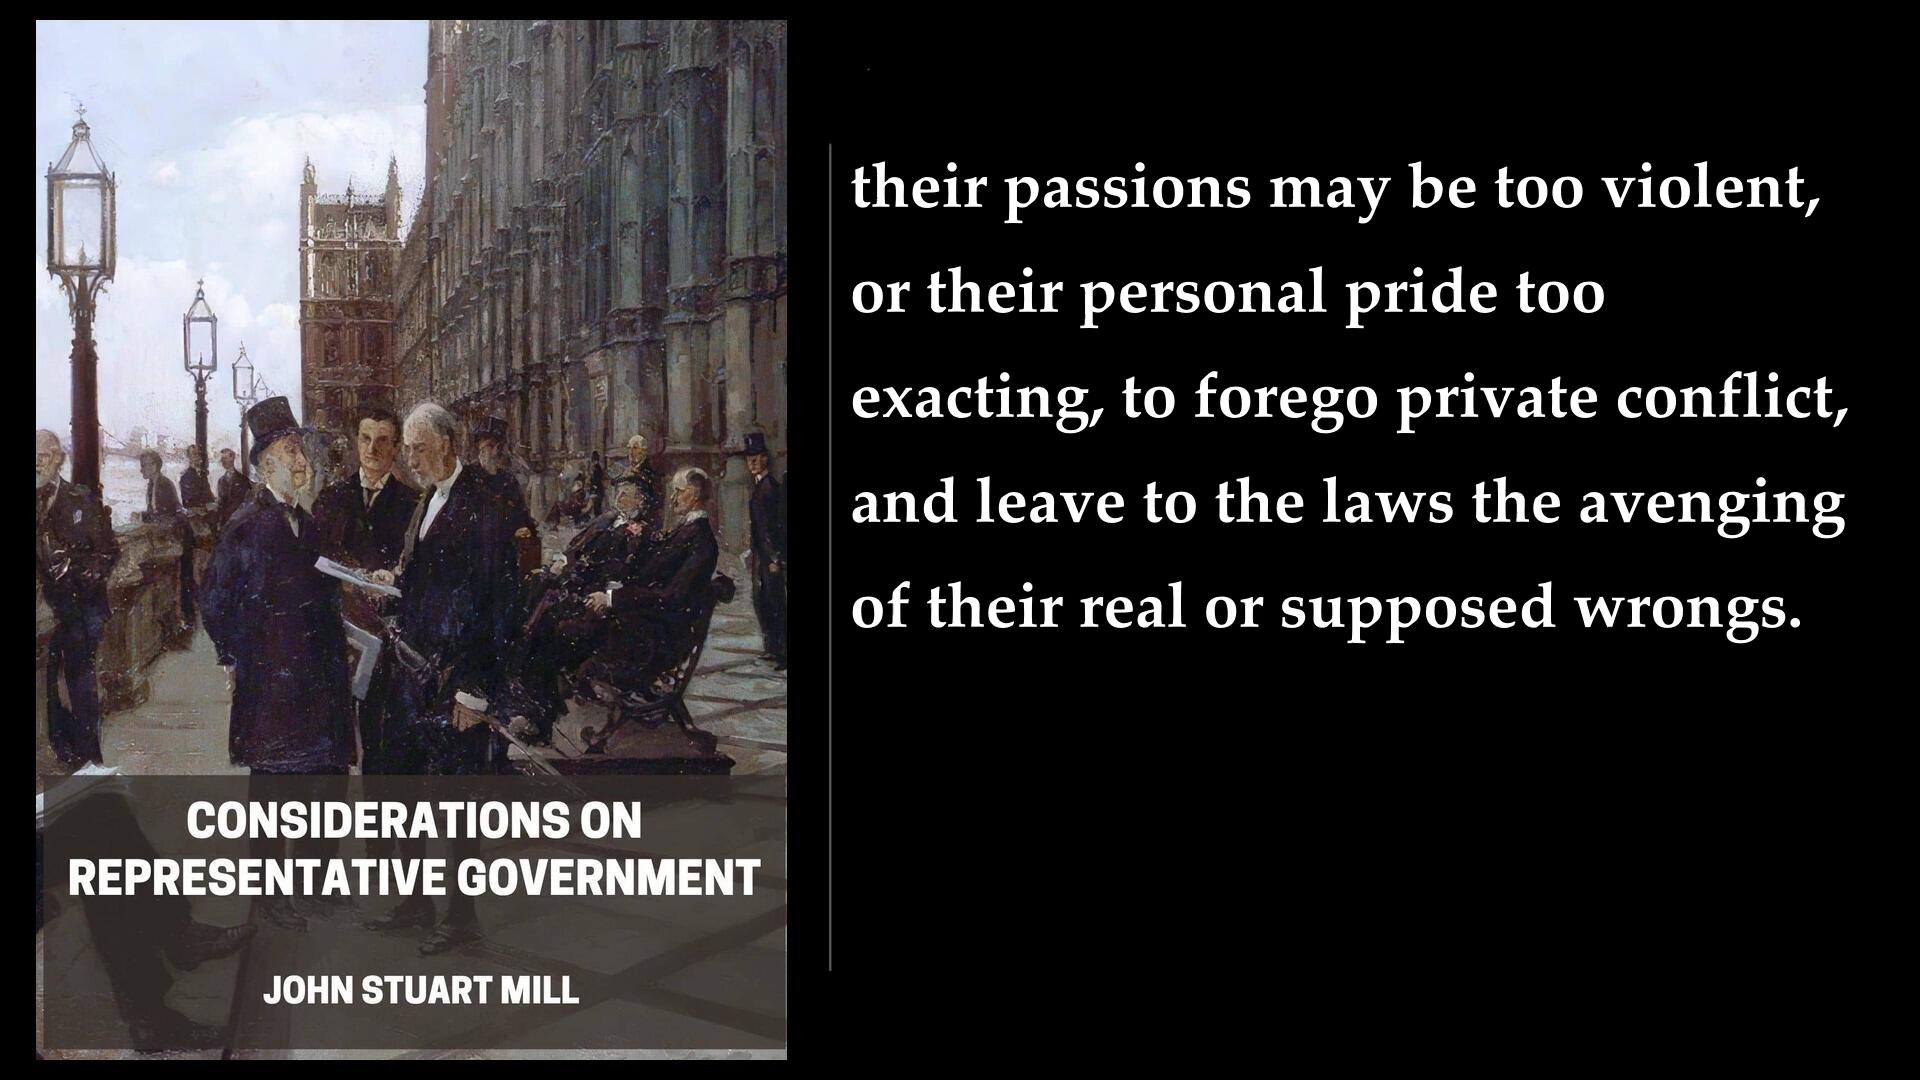 their passions may be too violent,
or their personal pride too
exacting, to forego private conflict,
and leave to the laws the avenging
of their real or supposed wrongs.
CONSIDERATIONS ON
REPRESENTATIVE GOVERNMENT
JOHN STUART MILL